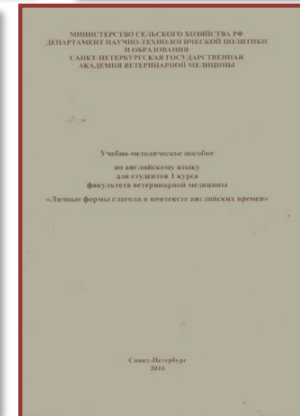 МИНИСТЕРСТВО СЕЛЬСКОГО ХОЗЯЙСТВА РФ
ДЕПАРТАМЕНТ НАУЧНО-ТЕХНОЛОГИЧЕСКОЙ ПОЛИТИКИ
И ОБРАЗОВАНИЯ
САНКТ-ПЕТЕРБУРГСКАЯ ГОСУДАРСТВЕННАЯ
АКАДЕМИЯ ВЕТЕРИНАРНОЙ МЕДИЦИНЫ
Учебно-методическое пособие
по английскому языку
для студентов 1 курса
факультета ветеринарной медицины
«Личные формы глагола в контексте английских времен»
Санкт-Петербург
2016